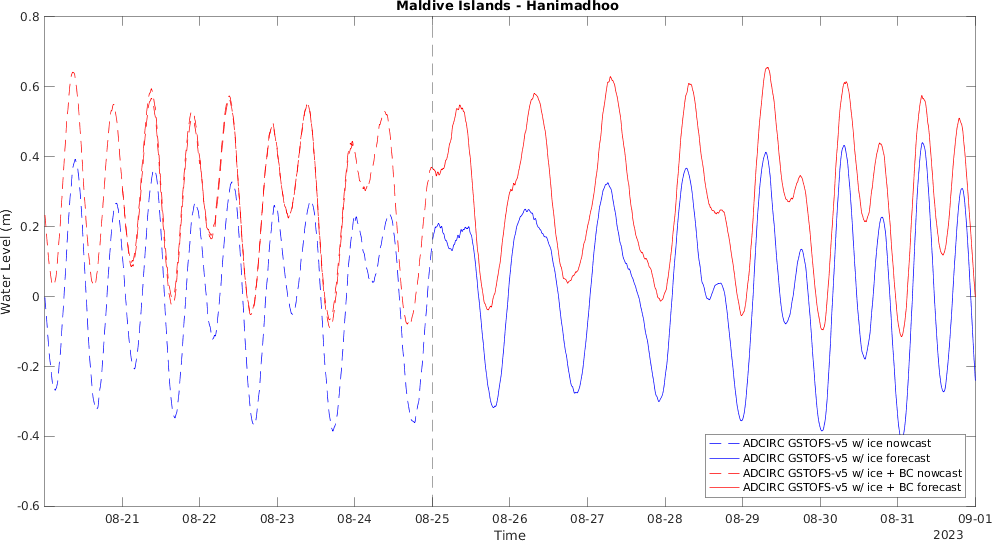 Maldive Islands - Hanimadhoo
Water Level (m)
0.8
0.6
0.4
0.2
0
-0.2
-0.4
-0.6
ADCIRC GSTOFS-v5 w/ ice nowcast
ADCIRC GSTOFS-v5 w/ ice forecast
ADCIRC GSTOFS-v5 w/ ice + BC nowcast
ADCIRC GSTOFS-v5 w/ ice + BC forecast
08-21 08-22 08-23 08-24 08-25 08-26 08-27 08-28 08-29 08-30 08-31 09-01
Time
2023